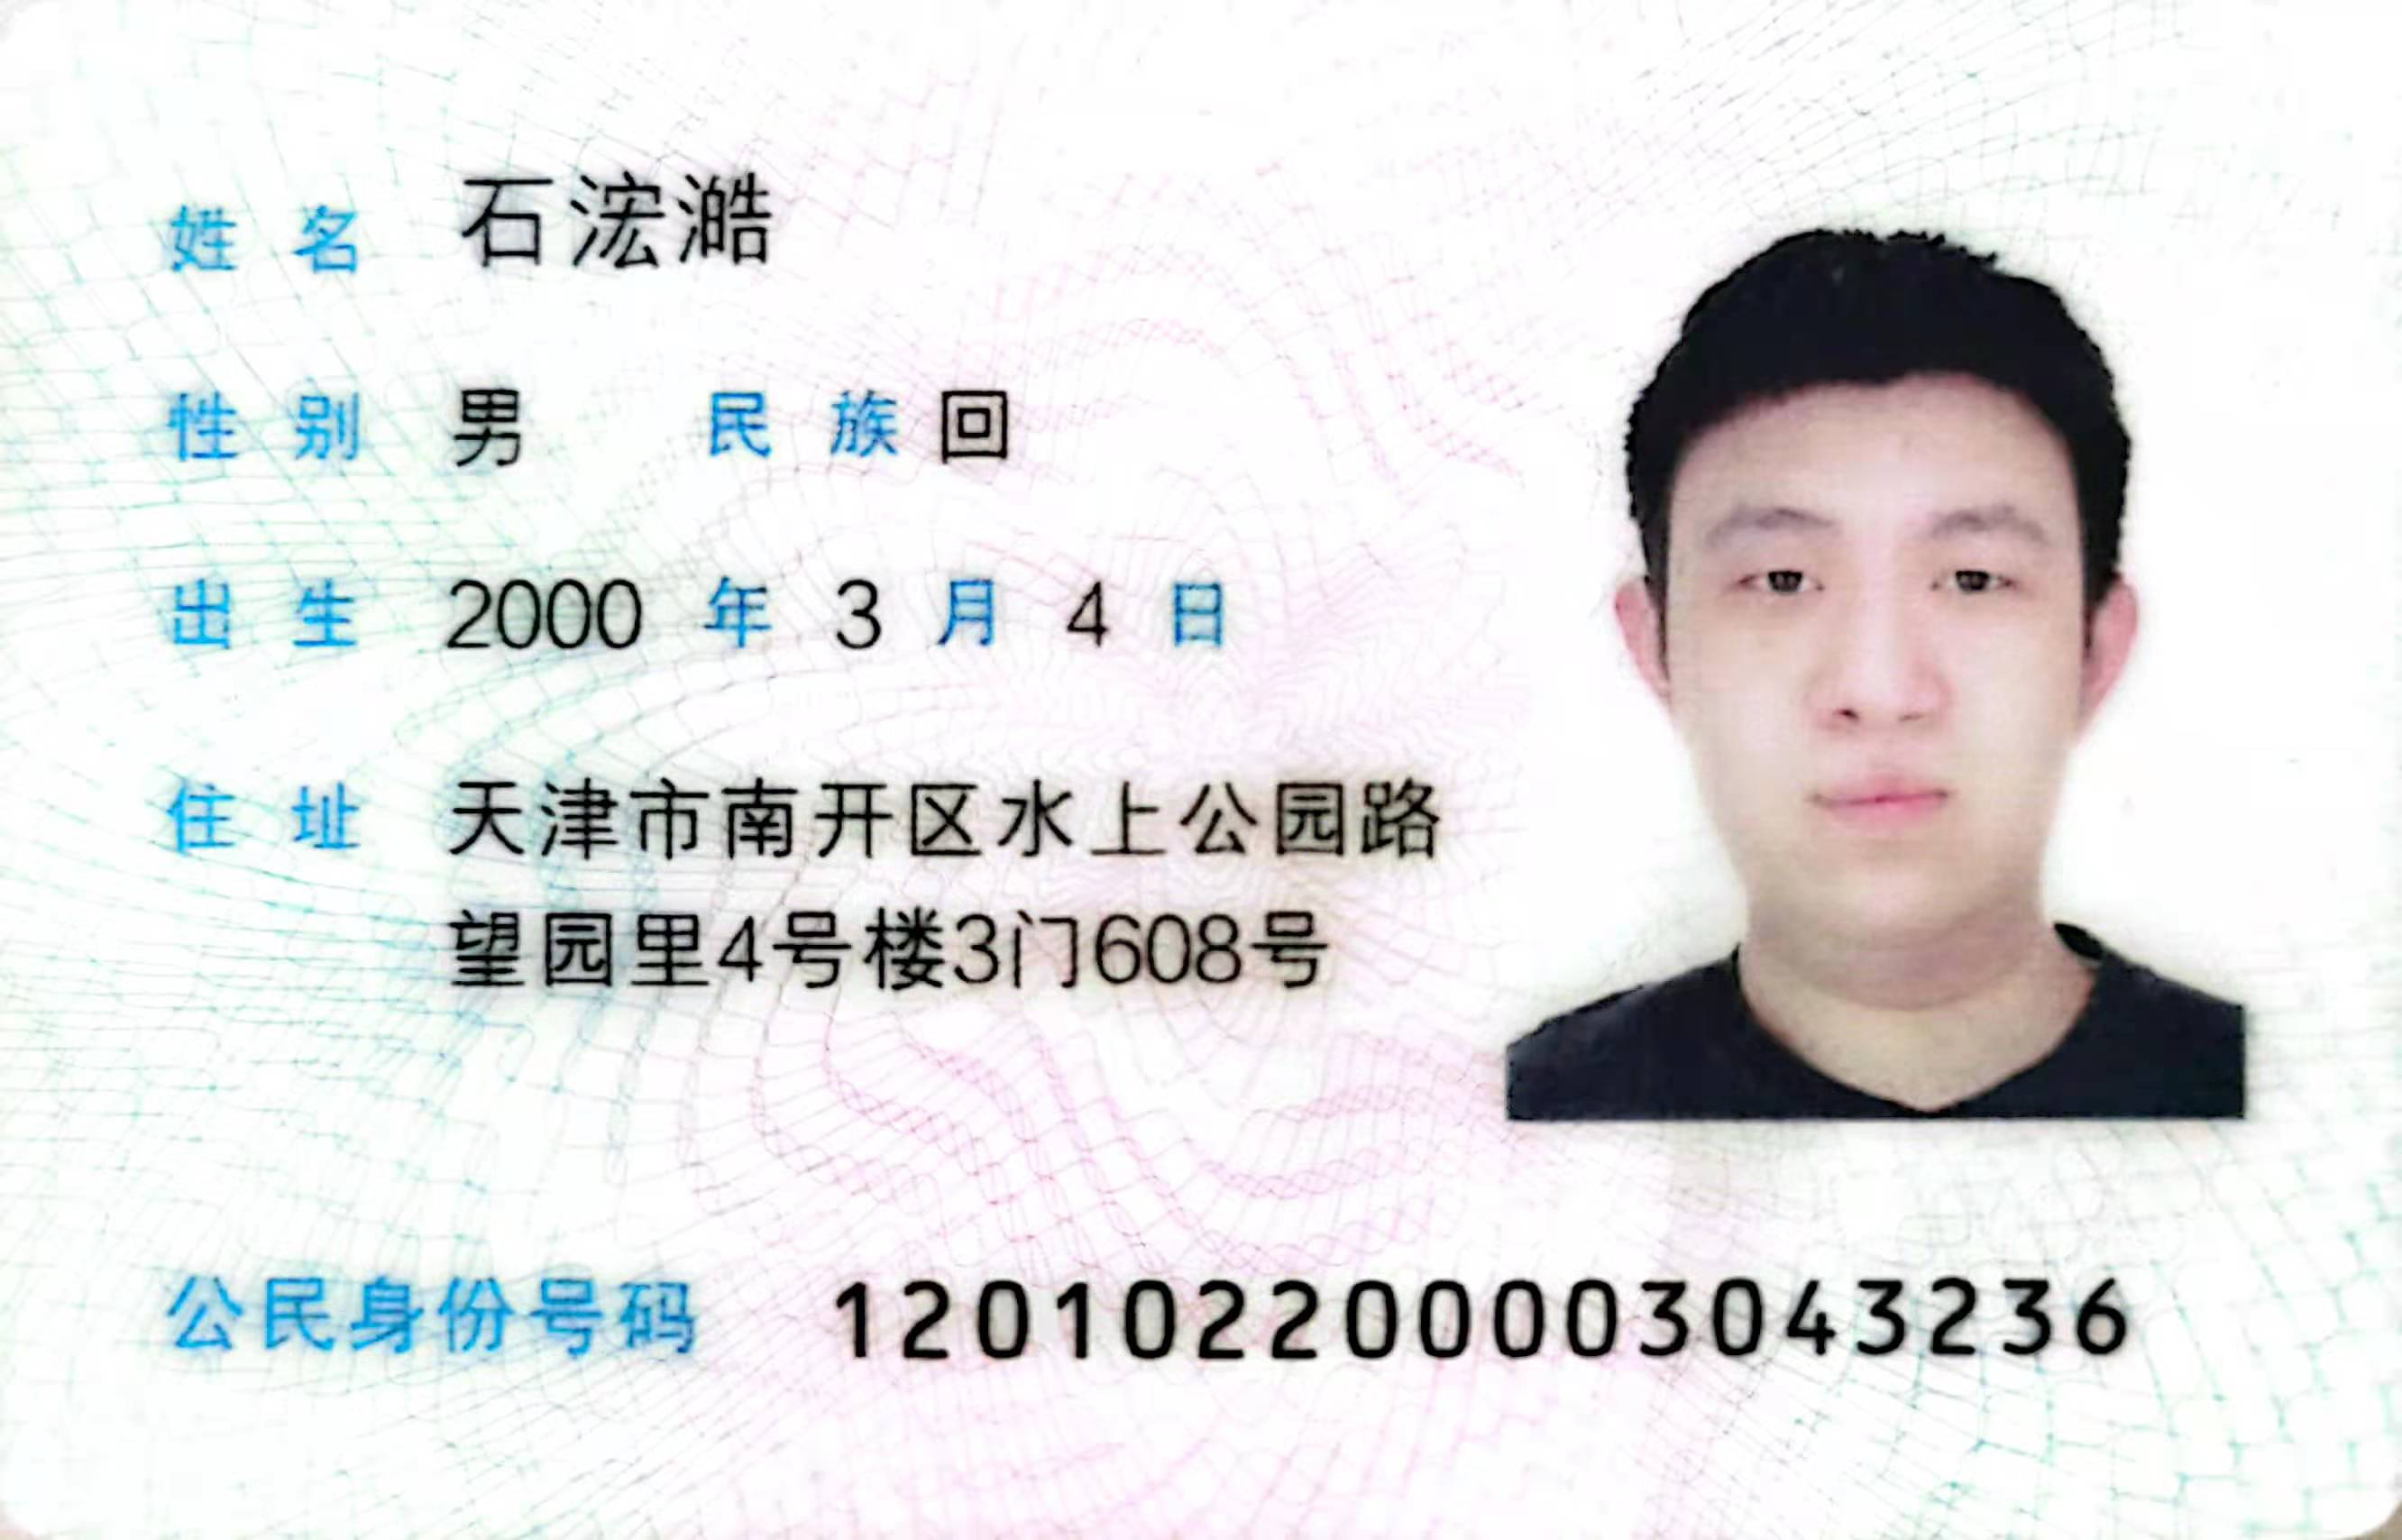 姓名 石浤澔
性别 男 民族 回
出生 2000 年 3 月 4 日
住址 天津市南开区水上公园路
望园里4号楼3门608号
公民身份号码 120102200003043236